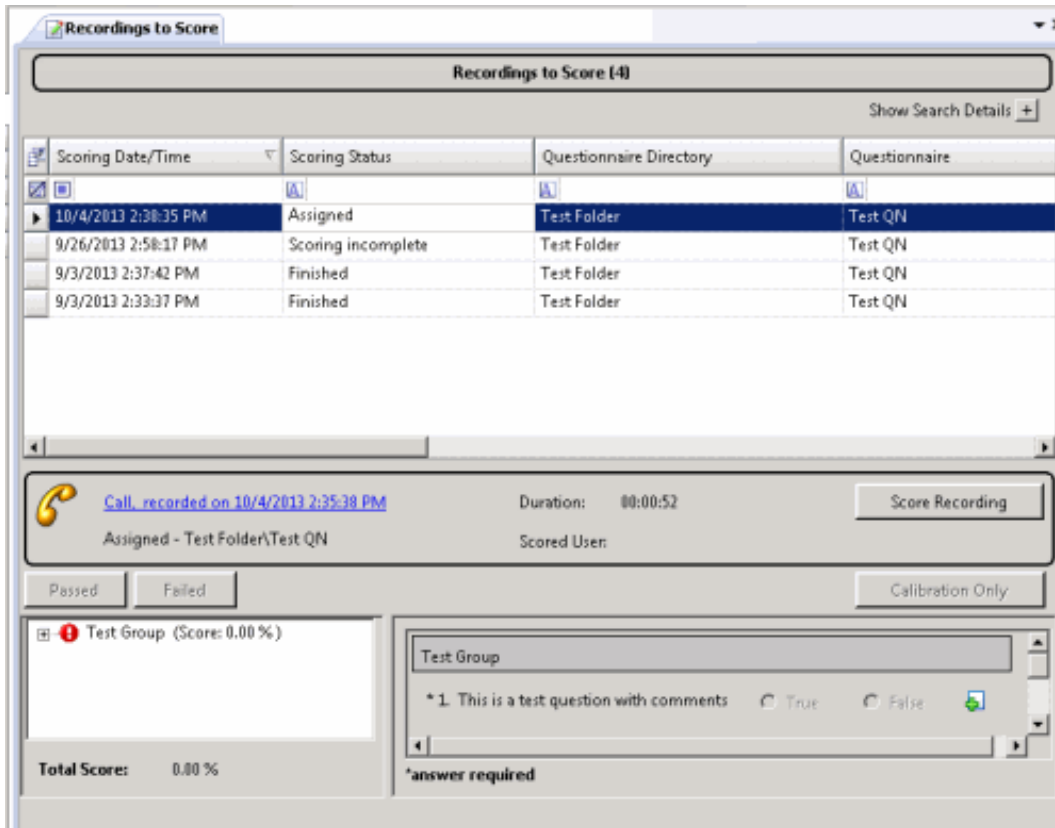 Recordings to Score
Recordings to Score (4)
Show Search Details +
Scoring Date/Time Scoring Status Questionnaire Directory Questionnaire
10/4/2013 2:38:35 PM Assigned Test Folder Test QN
9/26/2013 2:58:17 PM Scoring incomplete Test Folder Test QN
9/3/2013 2:37:42 PM Finished Test Folder Test QN
9/3/2013 2:33:37 PM Finished Test Folder Test QN
Call, recorded on 10/4/2013 2:35:38 PM Duration: 00:00:52 Score Recording
Assigned - Test Folder\Test QN Scored User:
Passed Failed Calibration Only
Test Group (Score: 0.00 %)
Test Group
* 1. This is a test question with comments True False
Total Score: 0.00 %
*answer required